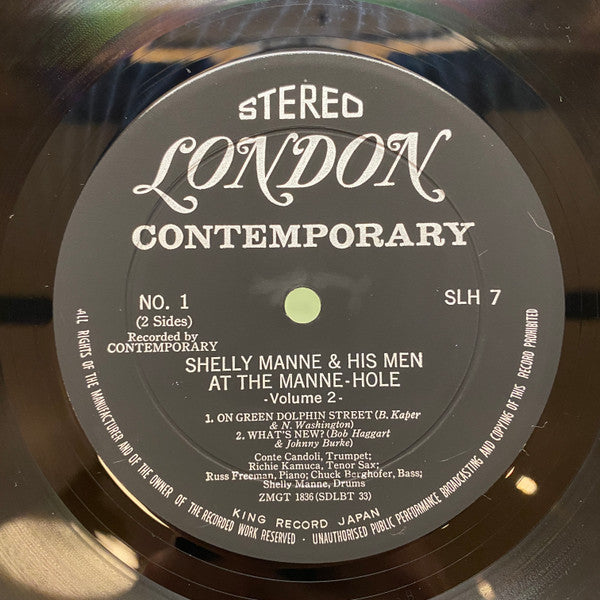 STEREO
LONDON
CONTEMPORARY
NO. 1
(2 Sides)
Recorded by
CONTEMPORARY
SLH 7
SHELLY MANNE & HIS MEN
AT THE MANNE-HOLE
-Volume 2-
1. ON GREEN DOLPHIN STREET (B. Kaper
& N. Washington)
2. WHAT'S NEW? (Bob Haggart
& Johnny Burke)
Conte Candoli, Trumpet;
Richie Kamuca, Tenor Sax;
Russ Freeman, Piano; Chuck Berghofer, Bass;
Shelly Manne, Drums
ZMGT 1836 (SDLBT 33)
KING RECORD JAPAN
ALL RIGHTS OF THE MANUFACTURER AND OF THE OWNER OF THE RECORDED WORK RESERVED · UNAUTHORISED PUBLIC PERFORMANCE BROADCASTING AND COPYING OF THIS RECORD PROHIBITED